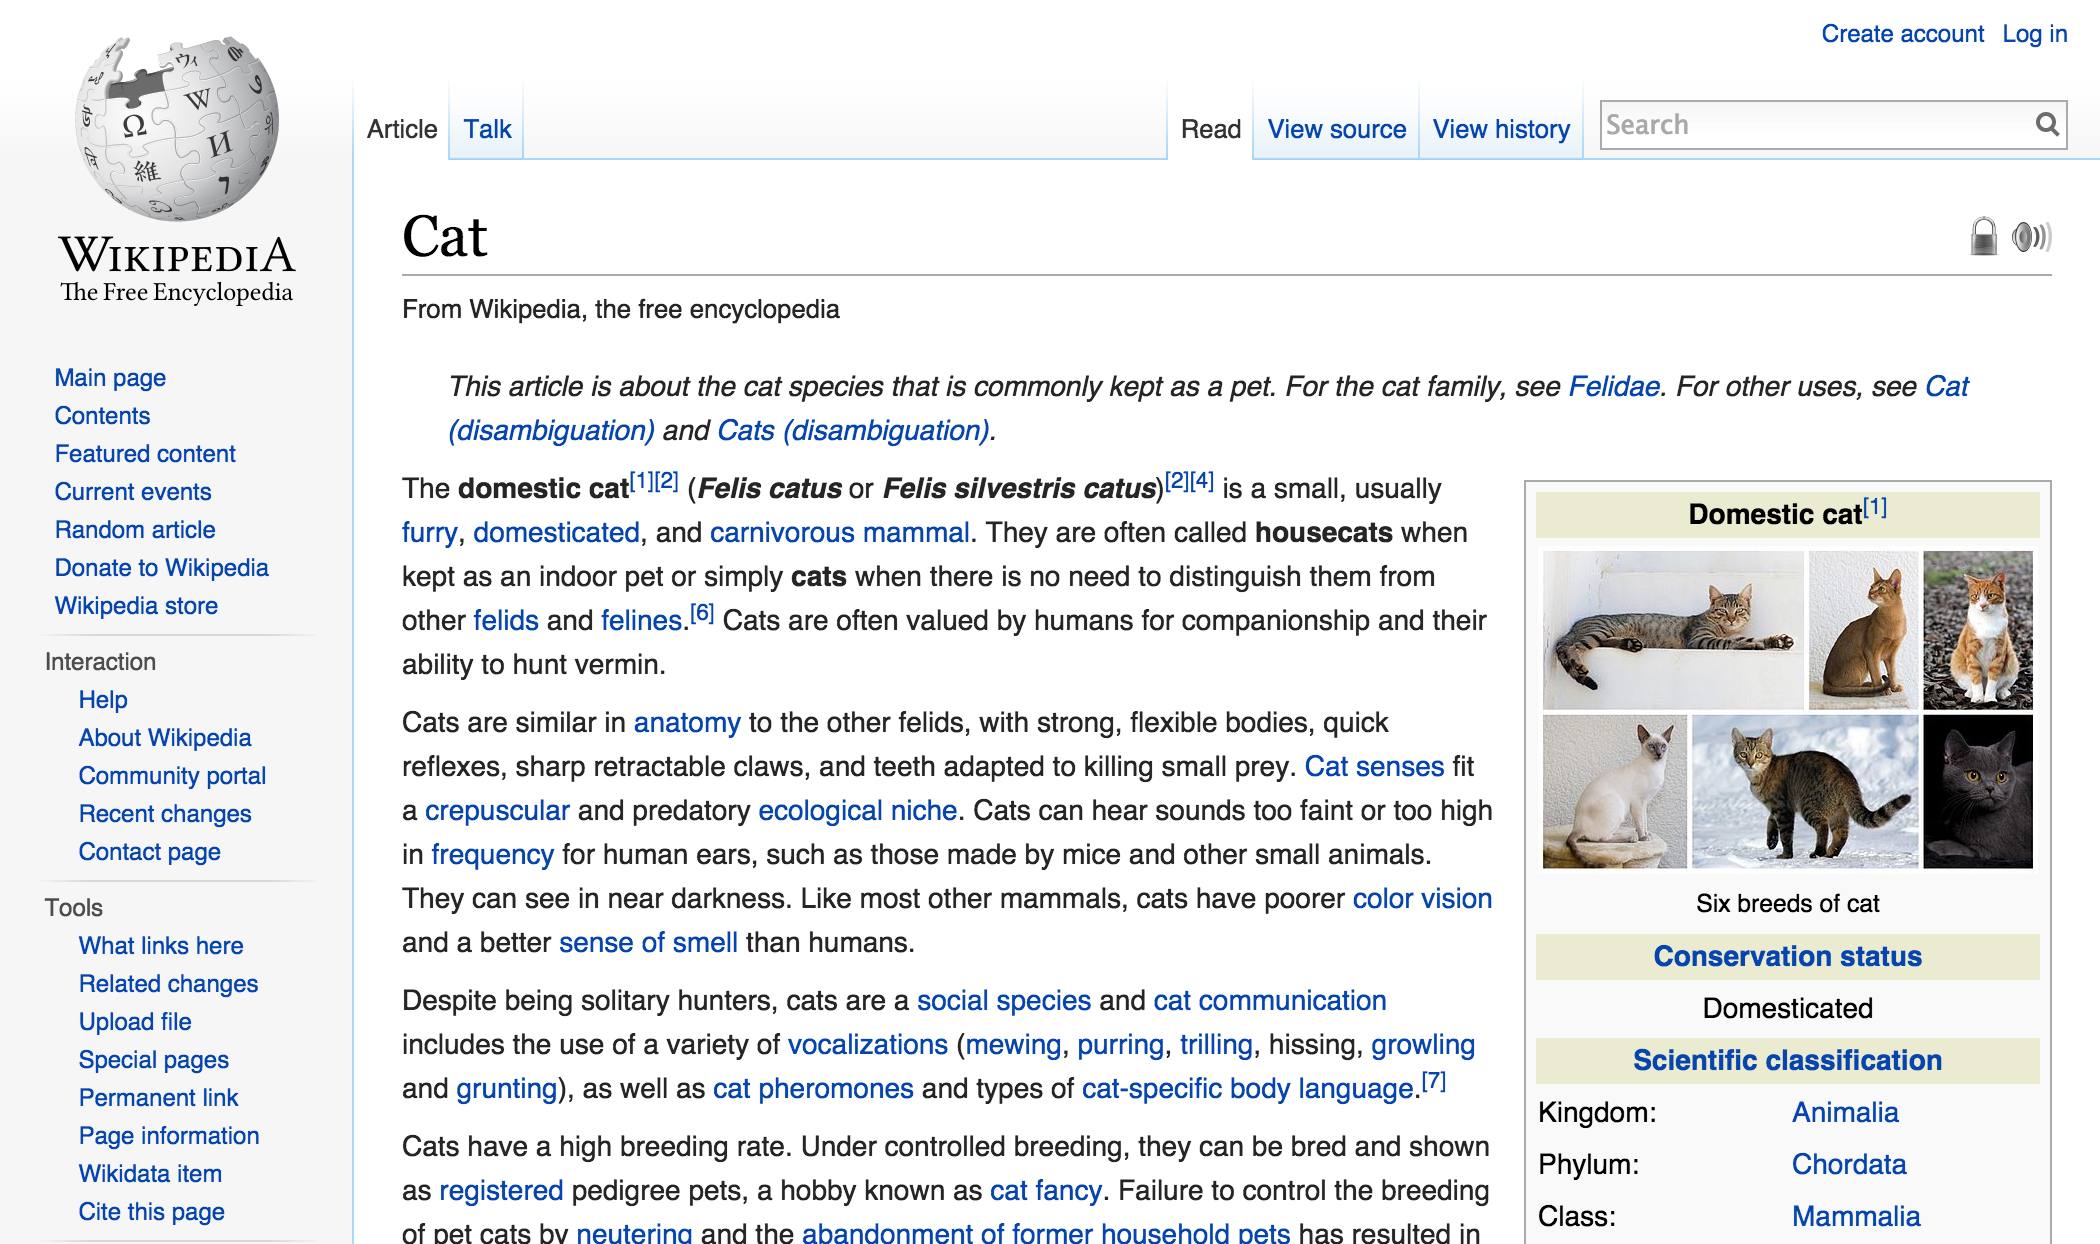 Create account Log in
Article Talk Read View source View history Search
Ω W И 維 ウィ 7
WIKIPEDIA
The Free Encyclopedia
Main page
Contents
Featured content
Current events
Random article
Donate to Wikipedia
Wikipedia store
Interaction
Help
About Wikipedia
Community portal
Recent changes
Contact page
Tools
What links here
Related changes
Upload file
Special pages
Permanent link
Page information
Wikidata item
Cite this page
Cat
From Wikipedia, the free encyclopedia
This article is about the cat species that is commonly kept as a pet. For the cat family, see Felidae. For other uses, see Cat
(disambiguation) and Cats (disambiguation).
The domestic cat[1][2] (Felis catus or Felis silvestris catus)[2][4] is a small, usually
furry, domesticated, and carnivorous mammal. They are often called housecats when
kept as an indoor pet or simply cats when there is no need to distinguish them from
other felids and felines.[6] Cats are often valued by humans for companionship and their
ability to hunt vermin.
Cats are similar in anatomy to the other felids, with strong, flexible bodies, quick
reflexes, sharp retractable claws, and teeth adapted to killing small prey. Cat senses fit
a crepuscular and predatory ecological niche. Cats can hear sounds too faint or too high
in frequency for human ears, such as those made by mice and other small animals.
They can see in near darkness. Like most other mammals, cats have poorer color vision
and a better sense of smell than humans.
Despite being solitary hunters, cats are a social species and cat communication
includes the use of a variety of vocalizations (mewing, purring, trilling, hissing, growling
and grunting), as well as cat pheromones and types of cat-specific body language.[7]
Cats have a high breeding rate. Under controlled breeding, they can be bred and shown
as registered pedigree pets, a hobby known as cat fancy. Failure to control the breeding
of pet cats by neutering and the abandonment of former household pets has resulted in
Domestic cat[1]
Six breeds of cat
Conservation status
Domesticated
Scientific classification
Kingdom: Animalia
Phylum: Chordata
Class: Mammalia